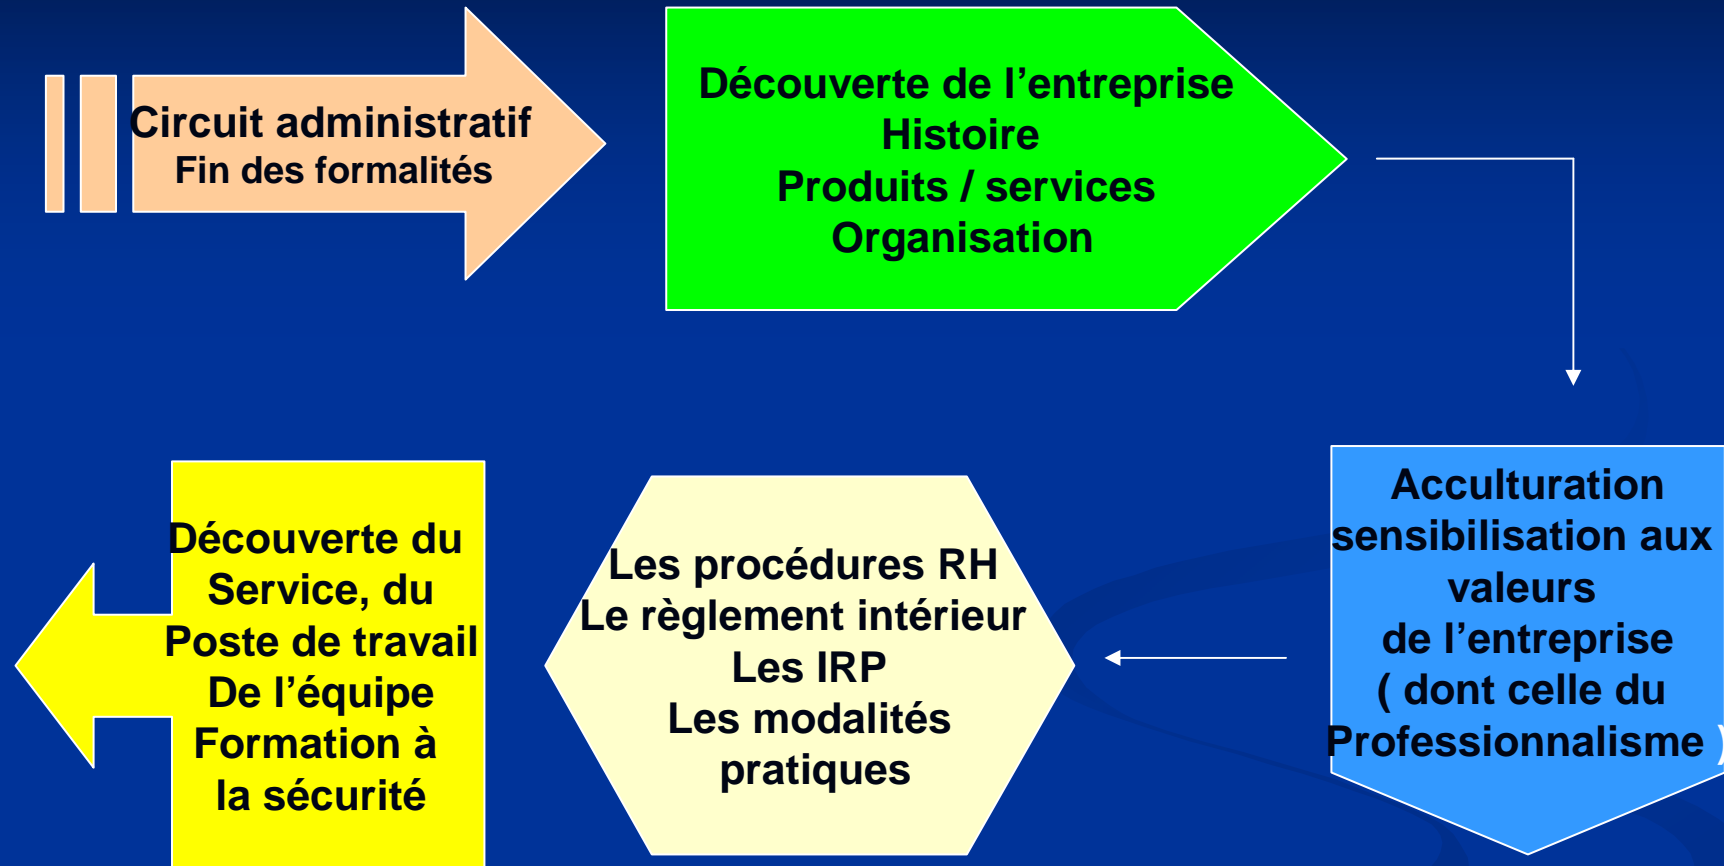 Circuit administratif
Fin des formalités
Découverte de l’entreprise
Histoire
Produits / services
Organisation
Acculturation
sensibilisation aux
valeurs
de l’entreprise
( dont celle du
Professionnalisme )
Les procédures RH
Le règlement intérieur
Les IRP
Les modalités
pratiques
Découverte du
Service, du
Poste de travail
De l’équipe
Formation à
la sécurité